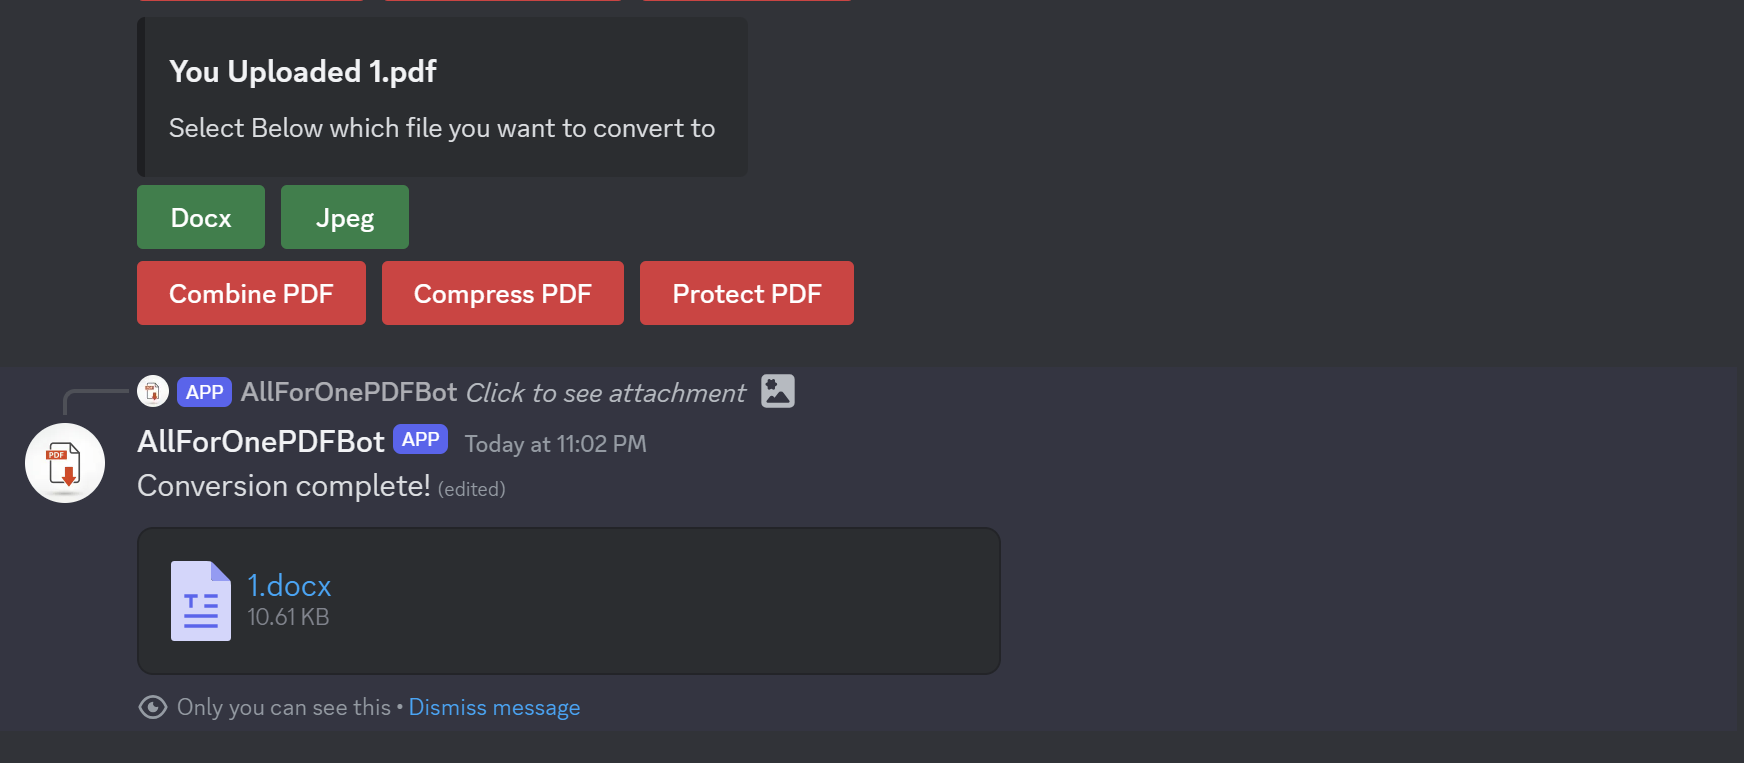 You Uploaded 1.pdf
Select Below which file you want to convert to
Docx Jpeg
Combine PDF Compress PDF Protect PDF
APP AllForOnePDFBot Click to see attachment
AllForOnePDFBot APP Today at 11:02 PM
Conversion complete! (edited)
PDF
1.docx
10.61 KB
Only you can see this • Dismiss message